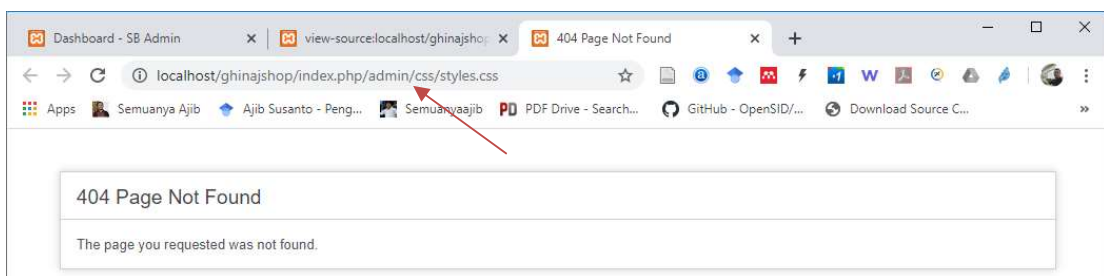 Dashboard - SB Admin
view-source:localhost/ghinajshop
404 Page Not Found
localhost/ghinajshop/index.php/admin/css/styles.css
Apps
Semuanya Ajib
Ajib Susanto - Peng...
Semuanyaajib
PD PDF Drive - Search...
GitHub - OpenSID/...
Download Source C...
404 Page Not Found
The page you requested was not found.